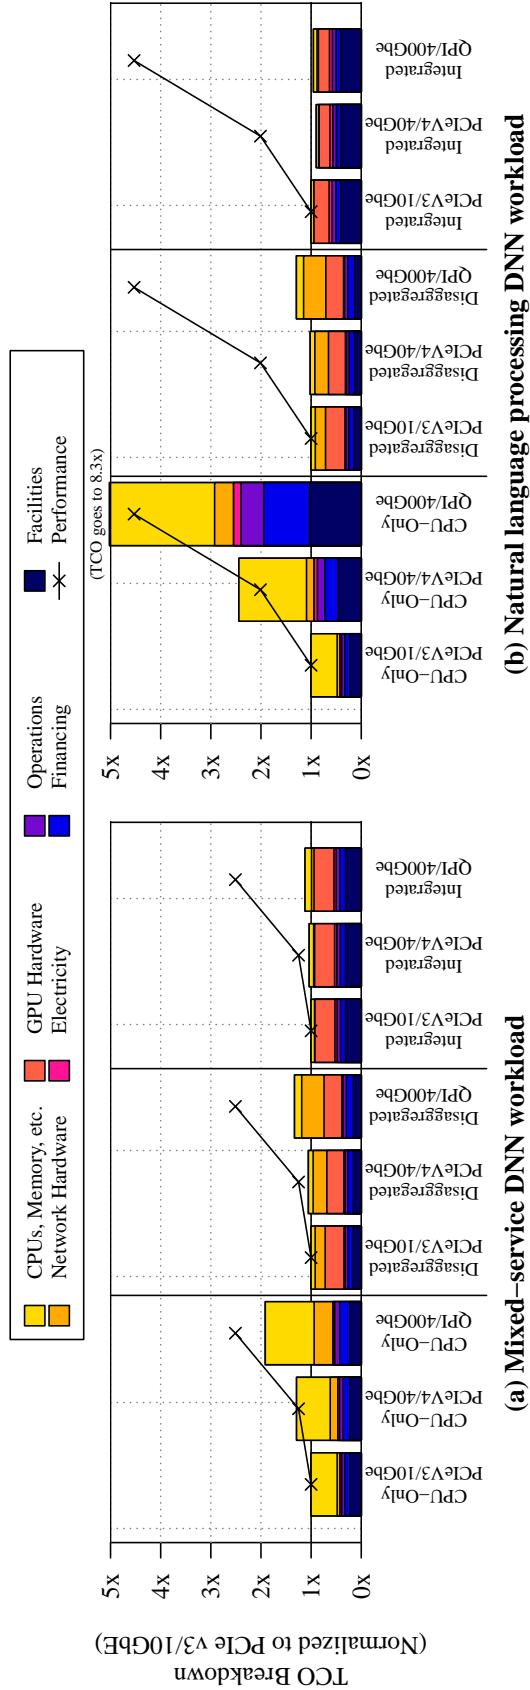 CPUs, Memory, etc.
Network Hardware
GPU Hardware
Electricity
Operations
Financing
Facilities
Performance
TCO Breakdown
(Normalized to PCIe v3/10GbE)
5x
4x
3x
2x
1x
0x
CPU−Only
PCIeV3/10Gbe
CPU−Only
PCIeV4/40Gbe
CPU−Only
QPI/400Gbe
Disaggregated
PCIeV3/10Gbe
Disaggregated
PCIeV4/40Gbe
Disaggregated
QPI/400Gbe
Integrated
PCIeV3/10Gbe
Integrated
PCIeV4/40Gbe
Integrated
QPI/400Gbe
(a) Mixed−service DNN workload
(TCO goes to 8.3x)
5x
4x
3x
2x
1x
0x
CPU−Only
PCIeV3/10Gbe
CPU−Only
PCIeV4/40Gbe
CPU−Only
QPI/400Gbe
Disaggregated
PCIeV3/10Gbe
Disaggregated
PCIeV4/40Gbe
Disaggregated
QPI/400Gbe
Integrated
PCIeV3/10Gbe
Integrated
PCIeV4/40Gbe
Integrated
QPI/400Gbe
(b) Natural language processing DNN workload